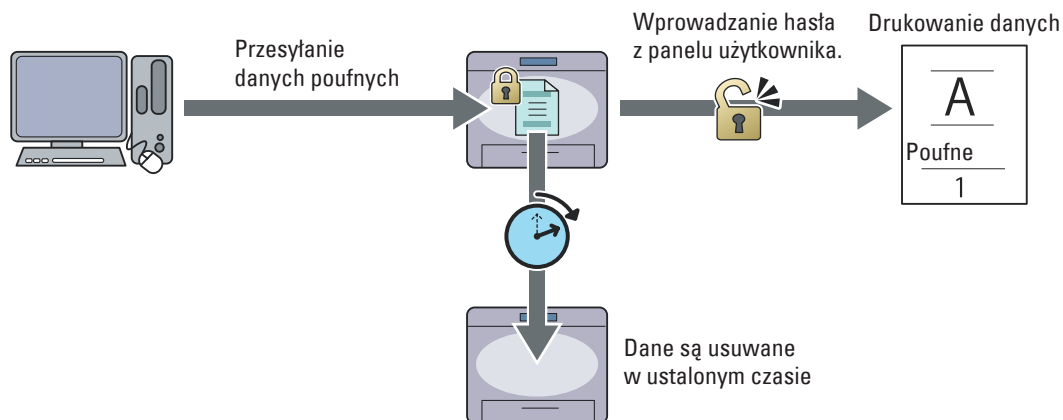 Przesyłanie
danych poufnych
Wprowadzanie hasła
z panelu użytkownika.
Drukowanie danych
A
Poufne
1
Dane są usuwane
w ustalonym czasie